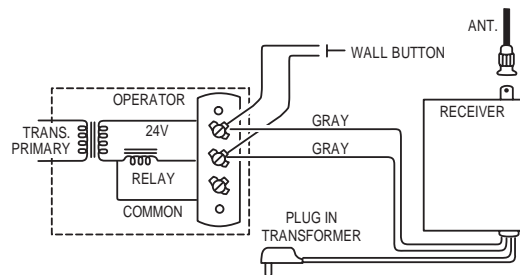 ANT.
WALL BUTTON
OPERATOR
RECEIVER
TRANS.
PRIMARY
24V
GRAY
GRAY
RELAY
COMMON
PLUG IN
TRANSFORMER